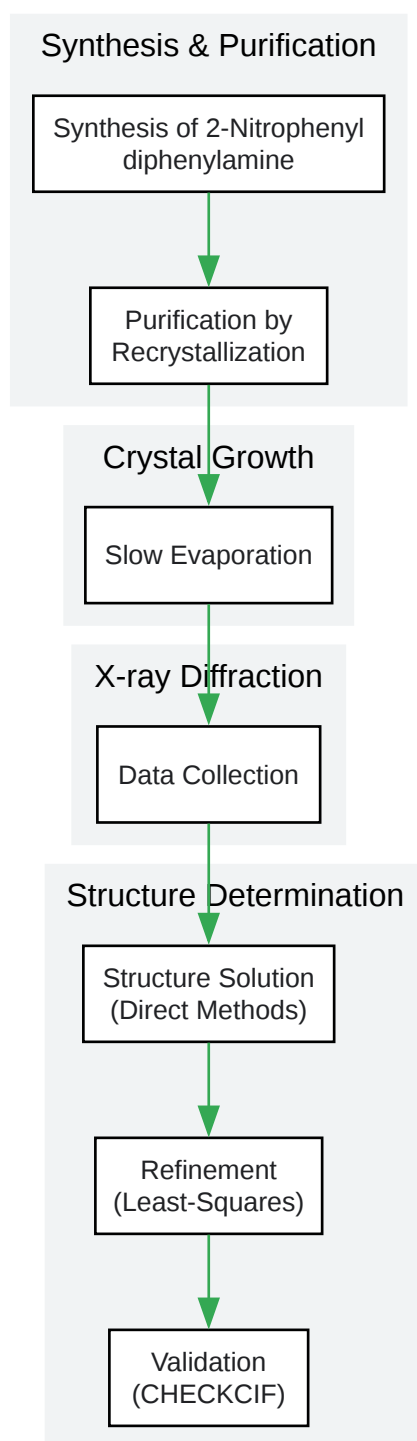 Synthesis & Purification
Synthesis of 2-Nitrophenyl
diphenylamine
Purification by
Recrystallization
Crystal Growth
Slow Evaporation
X-ray Diffraction
Data Collection
Structure Determination
Structure Solution
(Direct Methods)
Refinement
(Least-Squares)
Validation
(CHECKCIF)